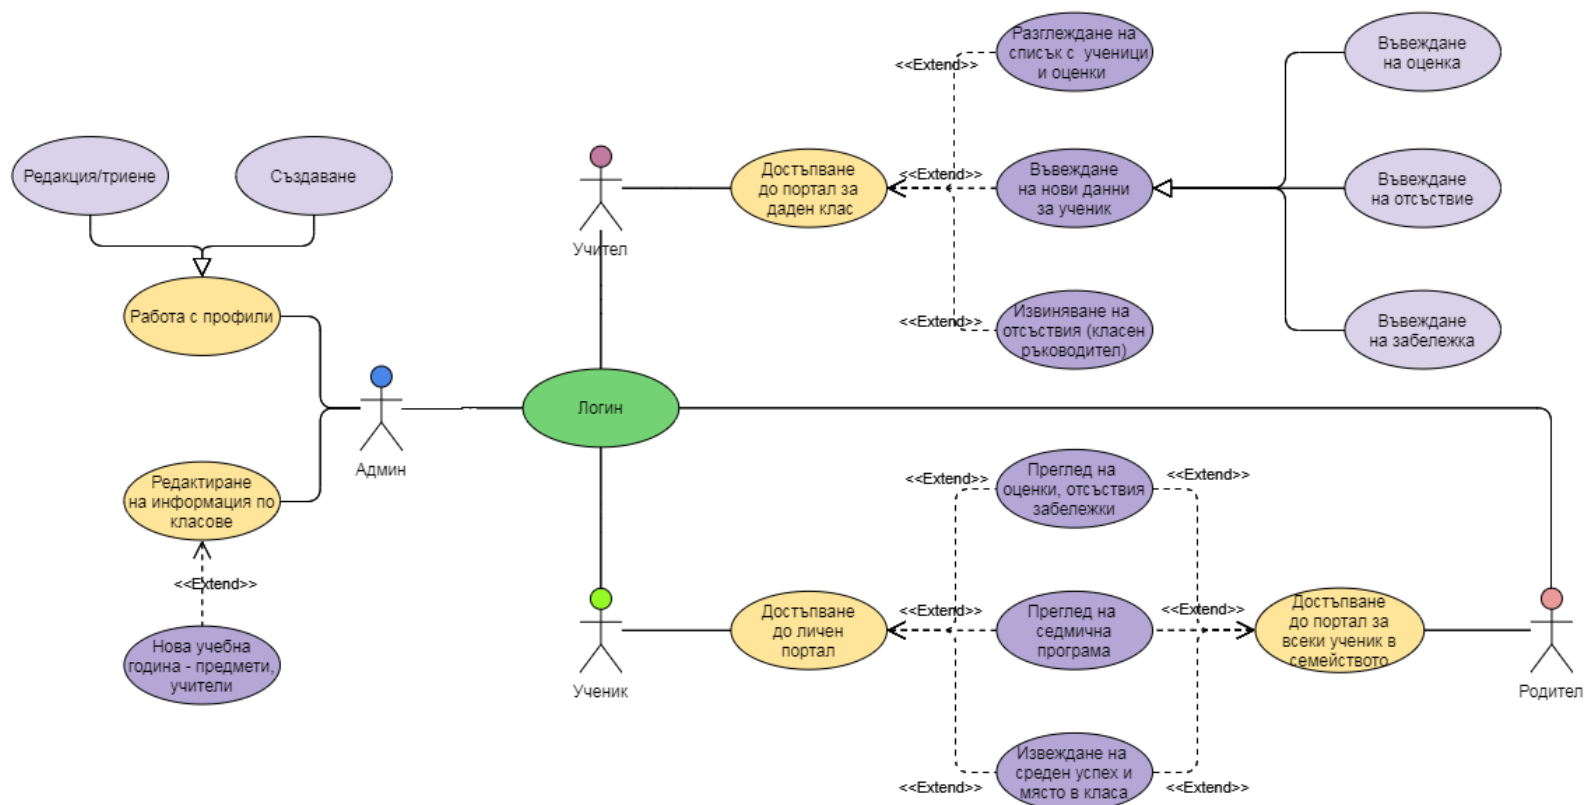 Разглеждане на
списък с ученици
и оценки
<<Extend>>
Въвеждане
на оценка
Редакция/триене
Създаване
Учител
Достъпване
до портал за
даден клас
<<Extend>>
Въвеждане
на нови данни
за ученик
Въвеждане
на отсъствие
Работа с профили
<<Extend>>
Извиняване на
отсъствия (класен
ръководител)
Въвеждане
на забележка
Админ
Логин
Редактиране
на информация по
класове
<<Extend>>
Преглед на
оценки, отсъствия
забележки
<<Extend>>
<<Extend>>
Нова учебна
година - предмети,
учители
Ученик
Достъпване
до личен
портал
<<Extend>>
Преглед на
седмична
програма
<<Extend>>
Достъпване
до портал за
всеки ученик в
семейството
Родител
<<Extend>>
Извеждане на
среден успех и
място в класа
<<Extend>>